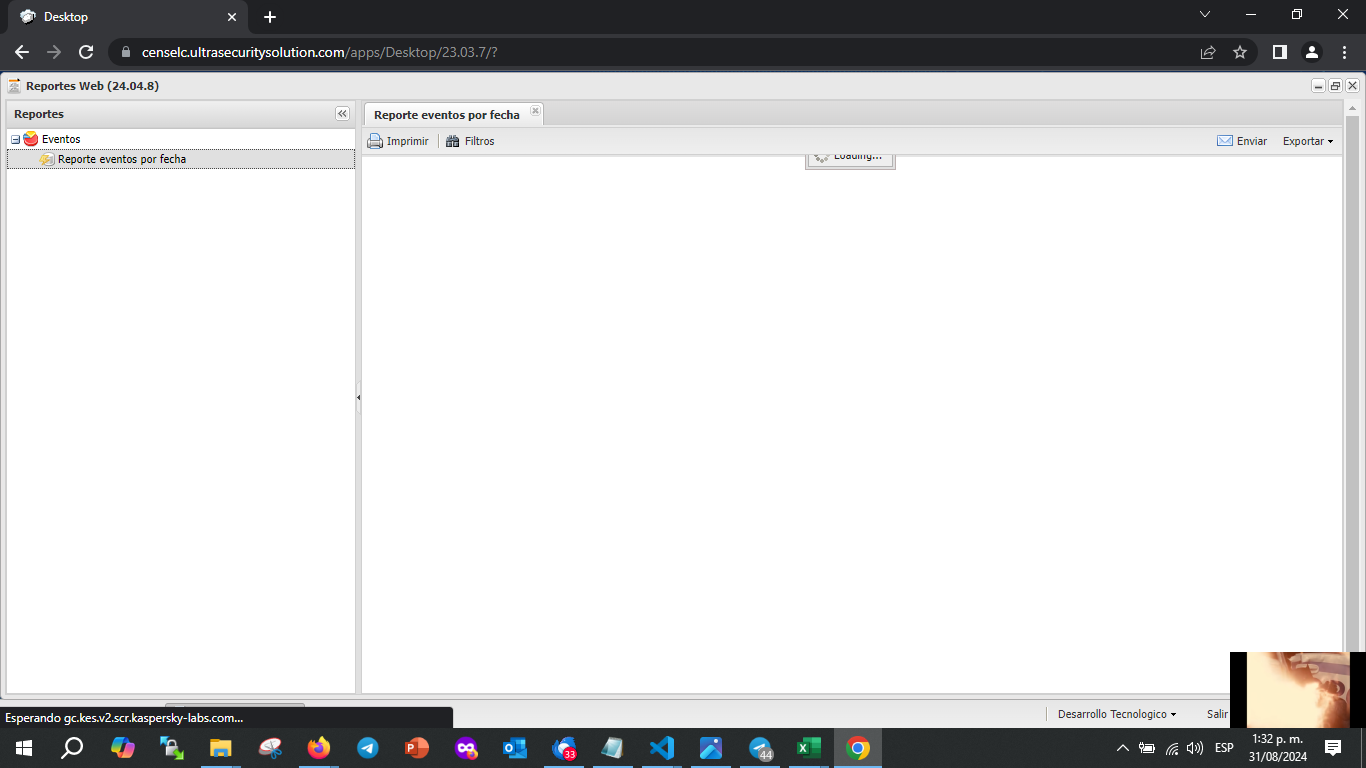 Desktop
censelc.ultrasecuritysolution.com/apps/Desktop/23.03.7/?
Reportes Web (24.04.8)
Reportes
Reporte eventos por fecha
Eventos
Imprimir
Filtros
Enviar
Exportar
Reporte eventos por fecha
Loading...
Desarrollo Tecnologico
Salir
Esperando gc.kes.v2.scr.kaspersky-labs.com...
33
44
ESP
1:32 p. m.
31/08/2024